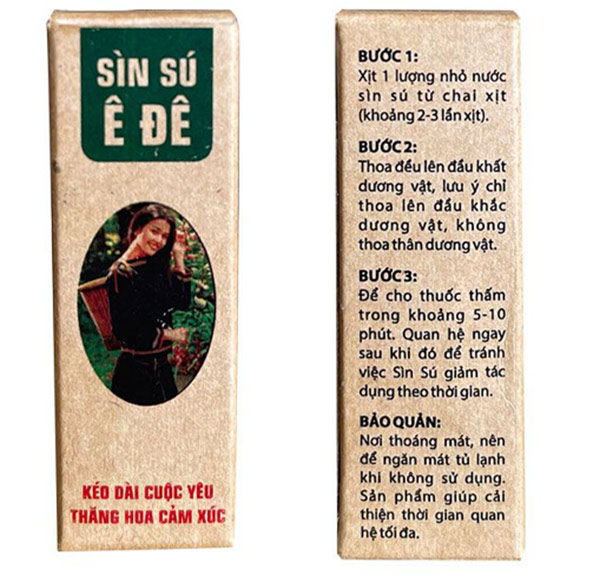 SÌN SÚ
Ê ĐÊ
KÉO DÀI CUỘC YÊU
THĂNG HOA CẢM XÚC
BƯỚC 1:
Xịt 1 lượng nhỏ nước
sìn sú từ chai xịt
(khoảng 2-3 lần xịt).
BƯỚC 2:
Thoa đều lên đầu khất
dương vật, lưu ý chỉ
thoa lên đầu khấc
dương vật, không
thoa thân dương vật.
BƯỚC 3:
Để cho thuốc thấm
trong khoảng 5-10
phút. Quan hệ ngay
sau khi đó để tránh
việc Sìn Sú giảm tác
dụng theo thời gian.
BẢO QUẢN:
Nơi thoáng mát, nên
để ngăn mát tủ lạnh
khi không sử dụng.
Sản phẩm giúp cải
thiện thời gian quan
hệ tối đa.